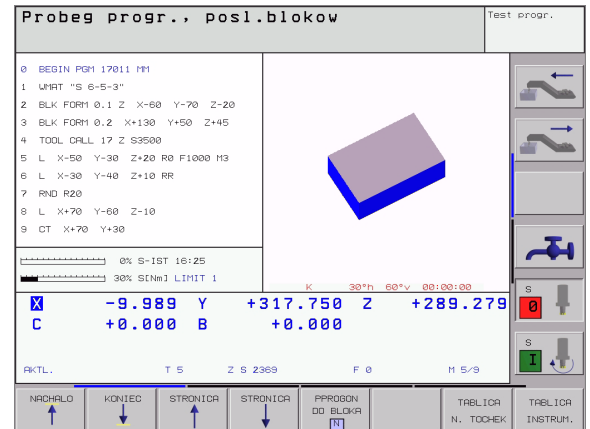 Probeg progr., posl.blokow
Test progr.
0 BEGIN PGM 17011 MM
1 WMAT "S 6-5-3"
2 BLK FORM 0.1 Z X-60 Y-70 Z-20
3 BLK FORM 0.2 X+130 Y+50 Z+45
4 TOOL CALL 17 Z S3500
5 L X-50 Y-30 Z+20 R0 F1000 M3
6 L X-30 Y-40 Z+10 RR
7 RND R20
8 L X+70 Y-60 Z-10
9 CT X+70 Y+30
0% S-IST 16:25
30% S[Nm] LIMIT 1
K 30°h 60°v 00:00:00
X -9.989 Y +317.750 Z +289.279
C +0.000 B +0.000
AKTL. T 5 Z S 2369 F 0 M 5/9
S
0
S
I
NACHALO KONIEC STRONICA STRONICA PPROGON DO BLOKA N TABLICA N. TOCHEK TABLICA INSTRUM.